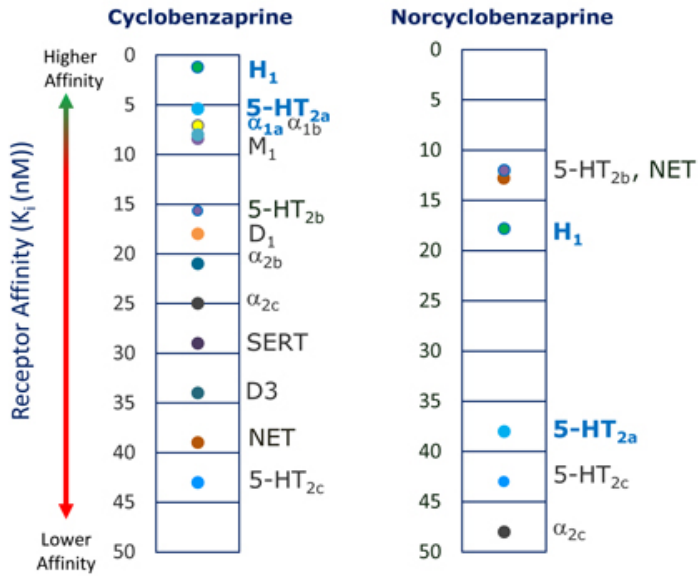 Cyclobenzaprine
Norcyclobenzaprine
Higher
Affinity
Receptor Affinity (Kᵢ (nM))
Lower
Affinity
0
5
10
15
20
25
30
35
40
45
50
H₁
5-HT₂ₐ
α₁ₐ α₁b
M₁
5-HT₂b
D₁
α₂b
α₂c
SERT
D3
NET
5-HT₂c
0
5
10
15
20
25
30
35
40
45
50
5-HT₂b, NET
H₁
5-HT₂ₐ
5-HT₂c
α₂c